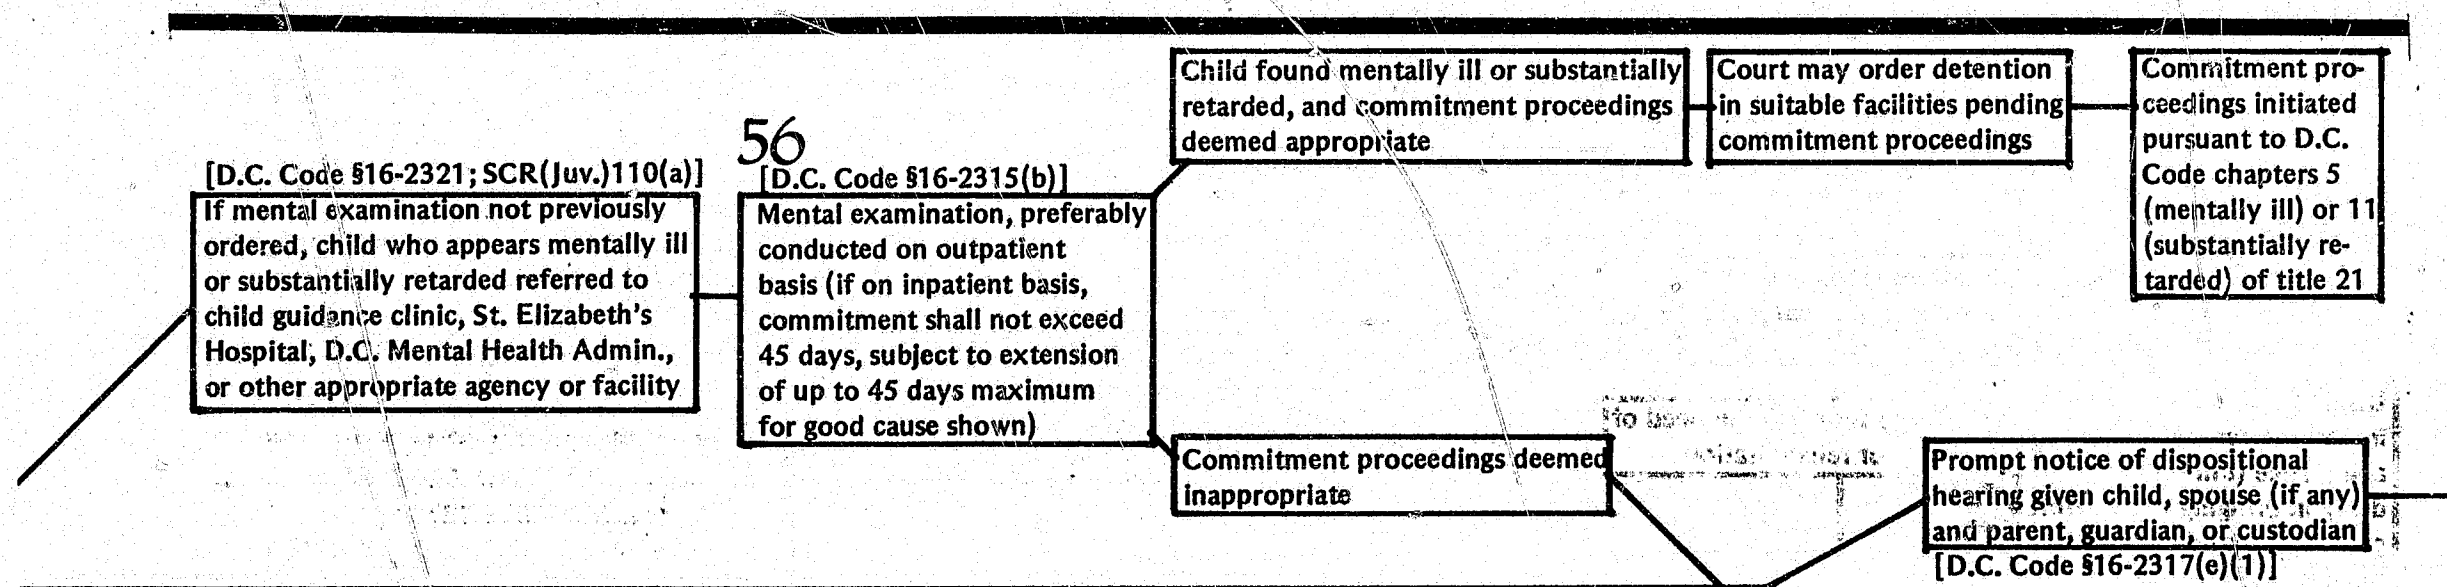 [D.C. Code §16-2321; SCR(Juv.)110(a)]
If mental examination not previously
ordered, child who appears mentally ill
or substantially retarded referred to
child guidance clinic, St. Elizabeth's
Hospital, D.C. Mental Health Admin.,
or other appropriate agency or facility
56
[D.C. Code §16-2315(b)]
Mental examination, preferably
conducted on outpatient
basis (if on inpatient basis,
commitment shall not exceed
45 days, subject to extension
of up to 45 days maximum
for good cause shown)
Child found mentally ill or substantially
retarded, and commitment proceedings
deemed appropriate
Court may order detention
in suitable facilities pending
commitment proceedings
Commitment pro-
ceedings initiated
pursuant to D.C.
Code chapters 5
(mentally ill) or 11
(substantially re-
tarded) of title 21
Commitment proceedings deemed
inappropriate
Prompt notice of dispositional
hearing given child, spouse (if any)
and parent, guardian, or custodian
[D.C. Code §16-2317(e)(1)]